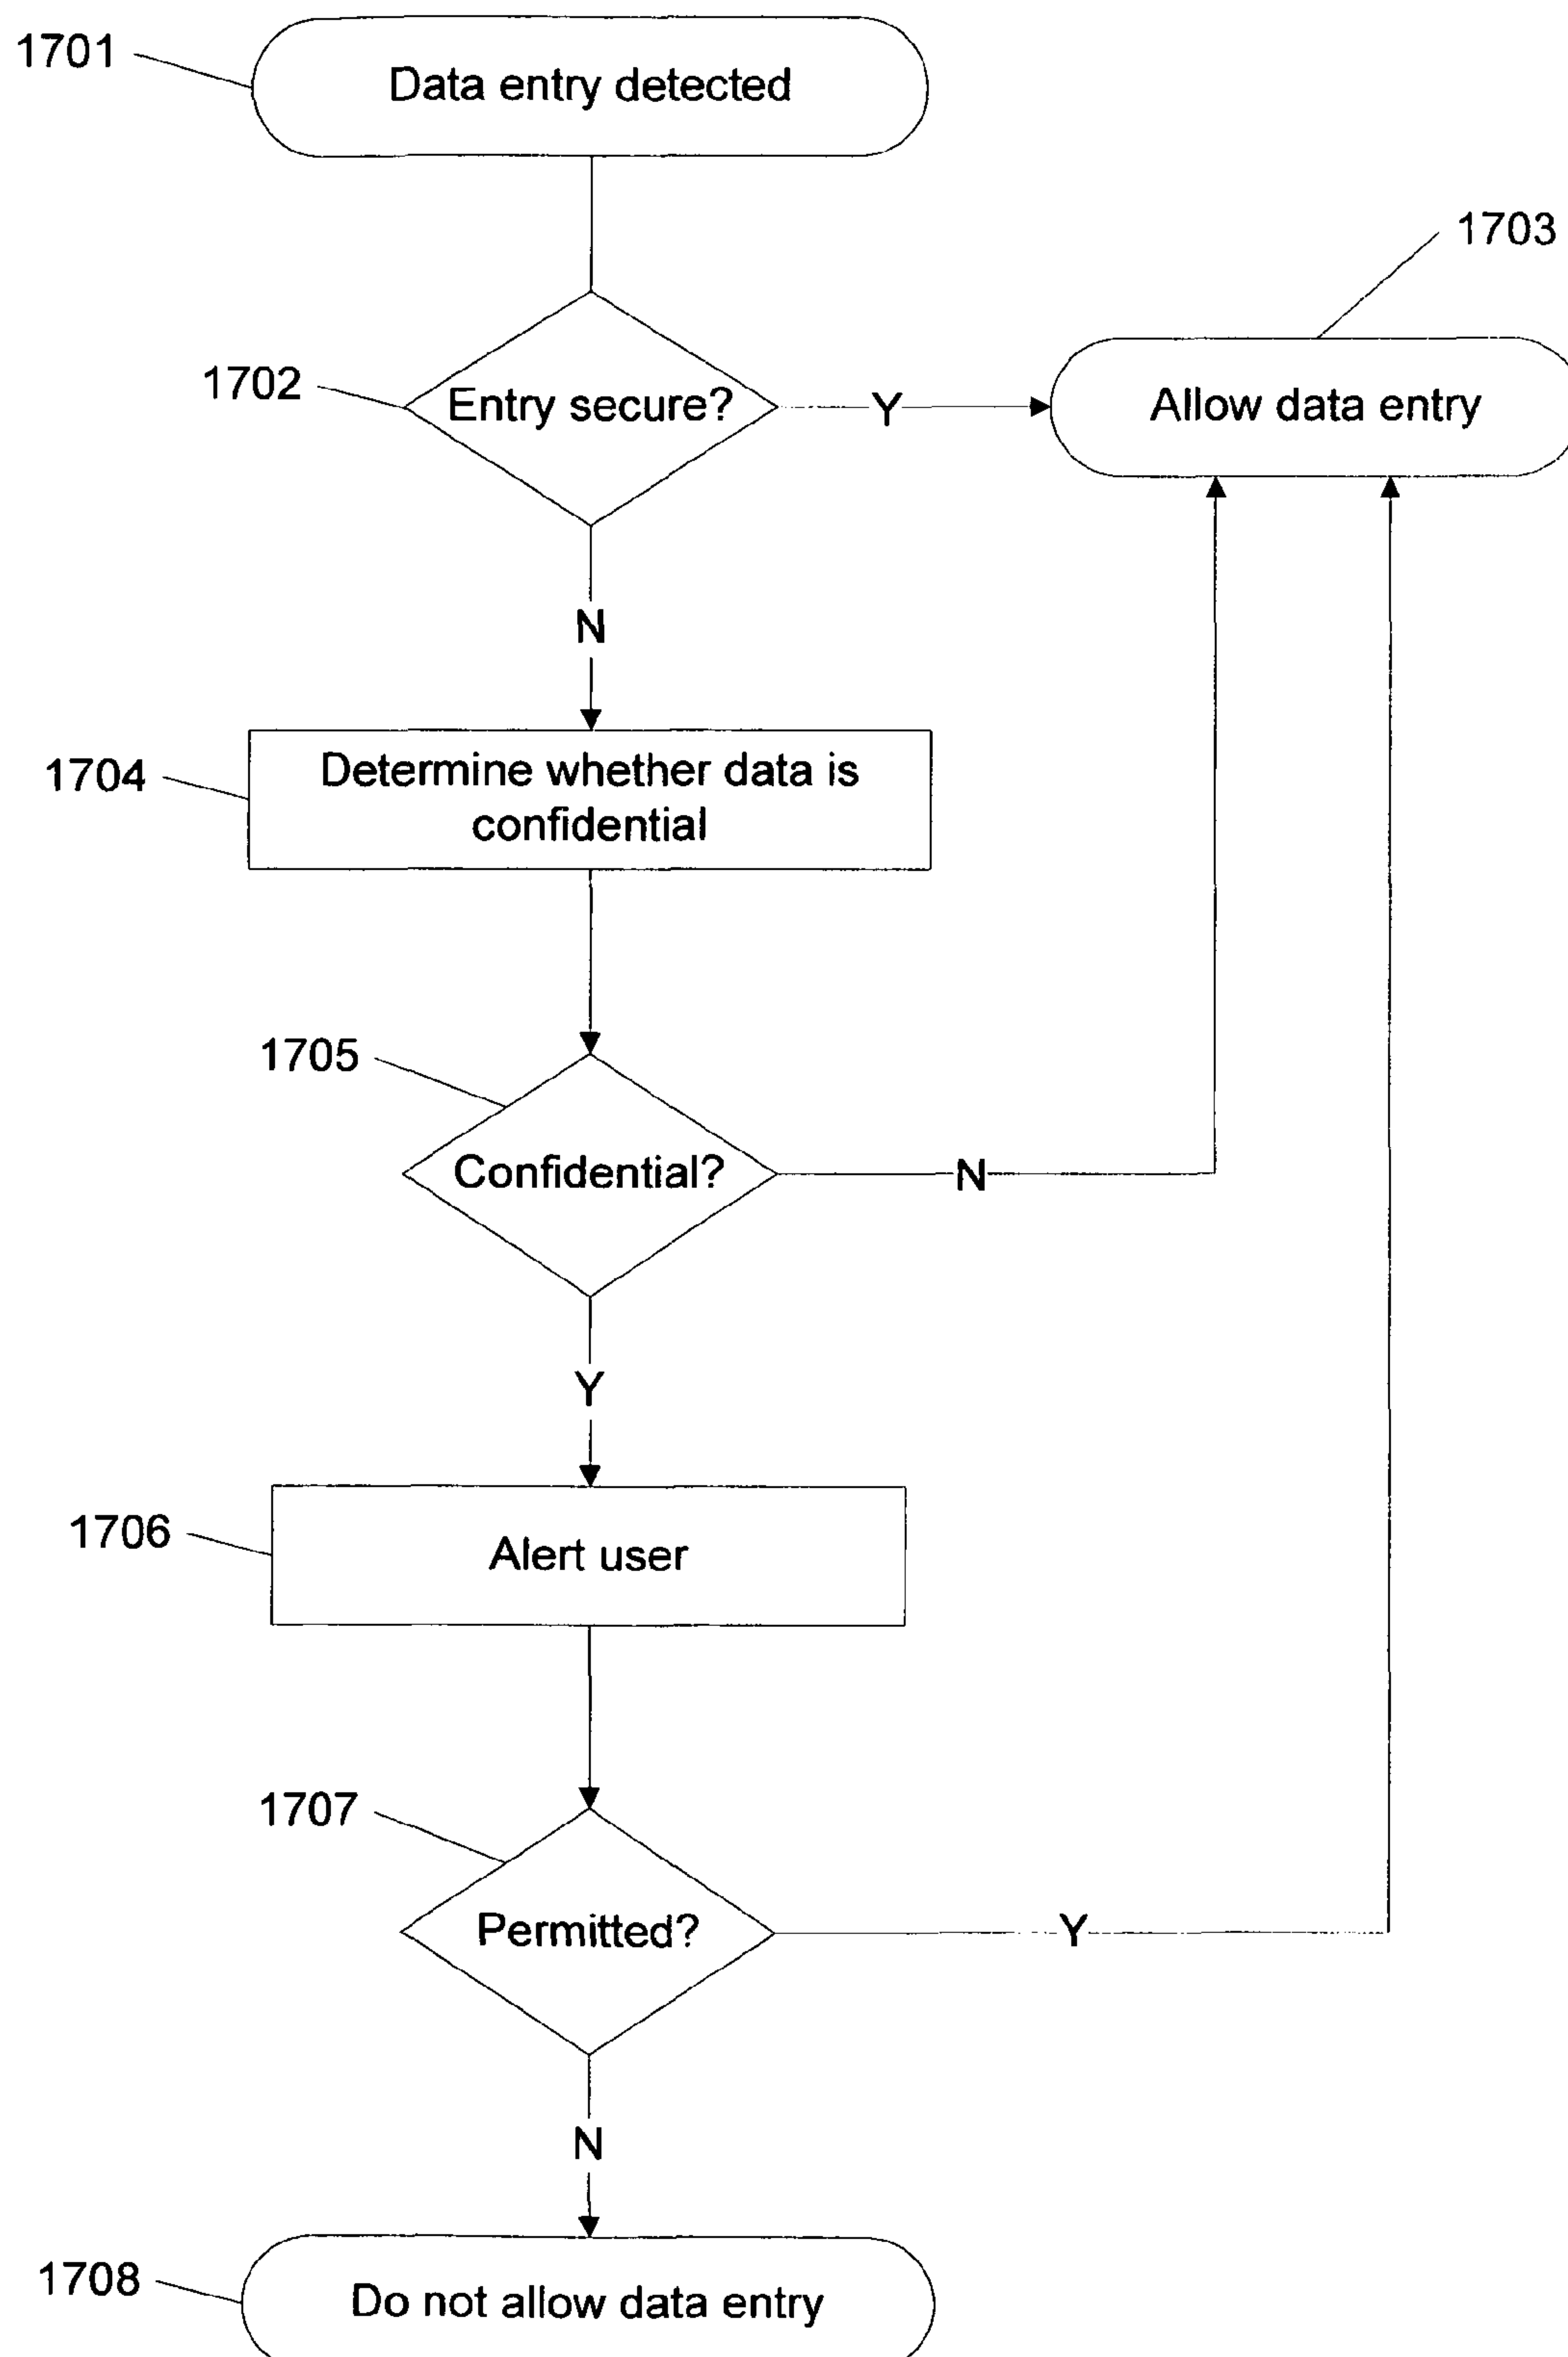 1701
Data entry detected
1703
1702
Entry secure?
Y
Allow data entry
N
1704
Determine whether data is
confidential
1705
Confidential?
N
Y
1706
Alert user
1707
Permitted?
Y
N
1708
Do not allow data entry